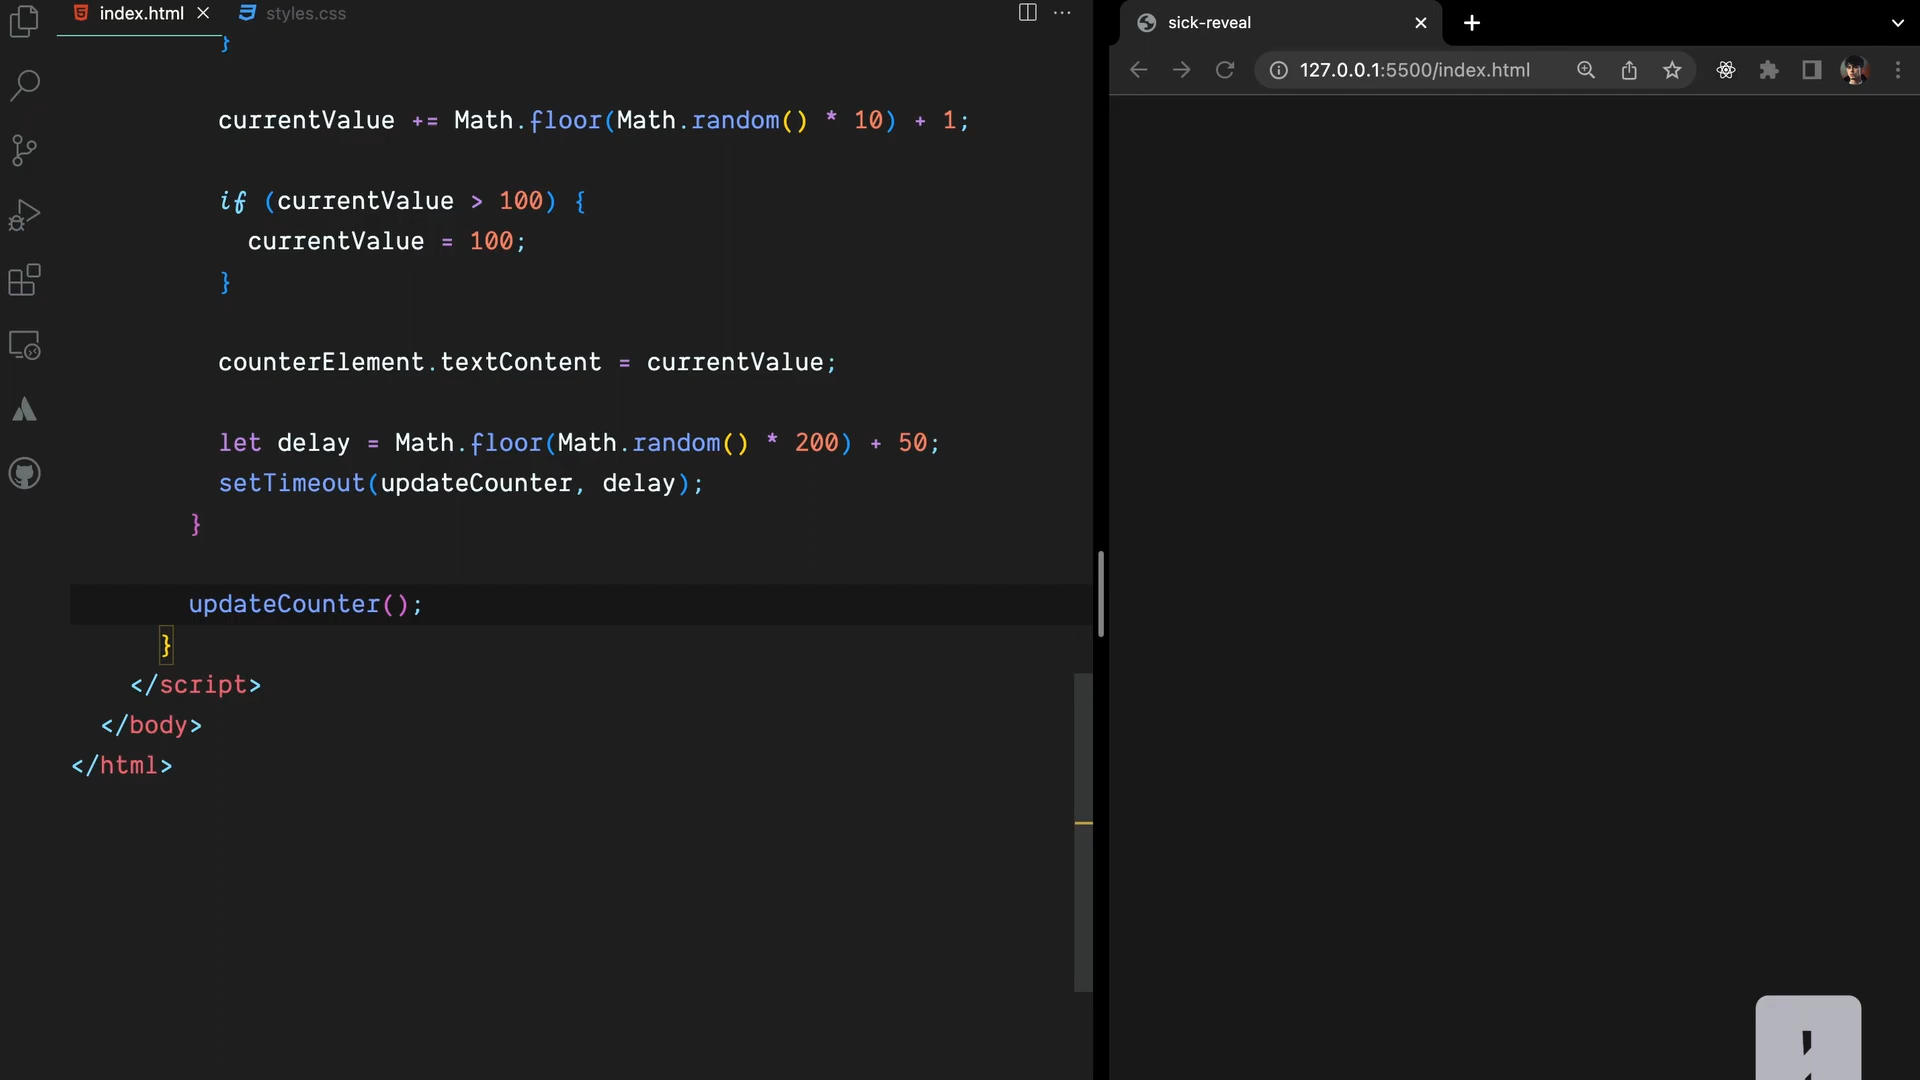 index.html
styles.css
}
currentValue += Math.floor(Math.random() * 10) + 1;
if (currentValue > 100) {
currentValue = 100;
}
counterElement.textContent = currentValue;
let delay = Math.floor(Math.random() * 200) + 50;
setTimeout(updateCounter, delay);
}
updateCounter();
}
</script>
</body>
</html>
sick-reveal
127.0.0.1:5500/index.html